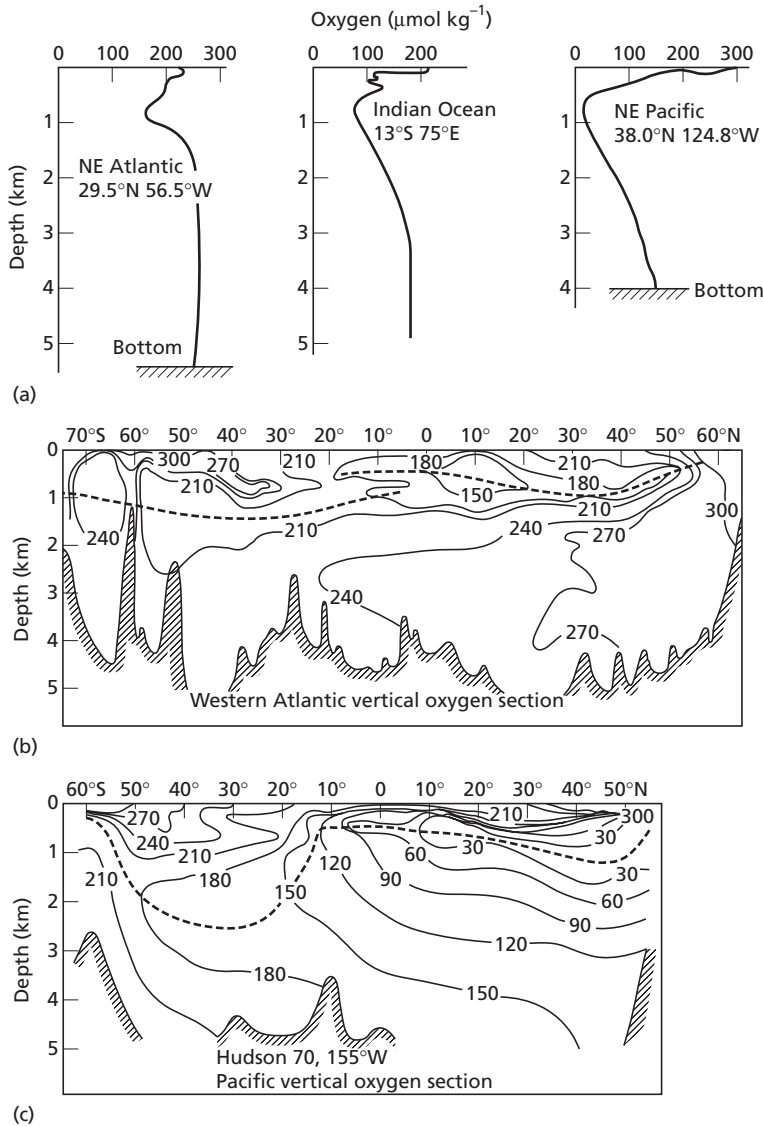 Oxygen (μmol kg⁻¹)
0 100 200 300
0 100 200
0 100 200 300
Depth (km)
1
2
3
4
5
NE Atlantic
29.5°N 56.5°W
Bottom
1
2
3
4
5
Indian Ocean
13°S 75°E
1
2
3
4
NE Pacific
38.0°N 124.8°W
Bottom
(a)
70°S 60° 50° 40° 30° 20° 10° 0 10° 20° 30° 40° 50° 60°N
Depth (km)
0
1
2
3
4
5
300 270 210 180 210
210 150 180
210 300
240 210 240 270
240
270
Western Atlantic vertical oxygen section
(b)
60°S 50° 40° 30° 20° 10° 0 10° 20° 30° 40° 50°N
Depth (km)
0
1
2
3
4
5
270 210 300
240 30
210 120 60 30
210 180 150 90 30
60
90
120
180 150
Hudson 70, 155°W
Pacific vertical oxygen section
(c)